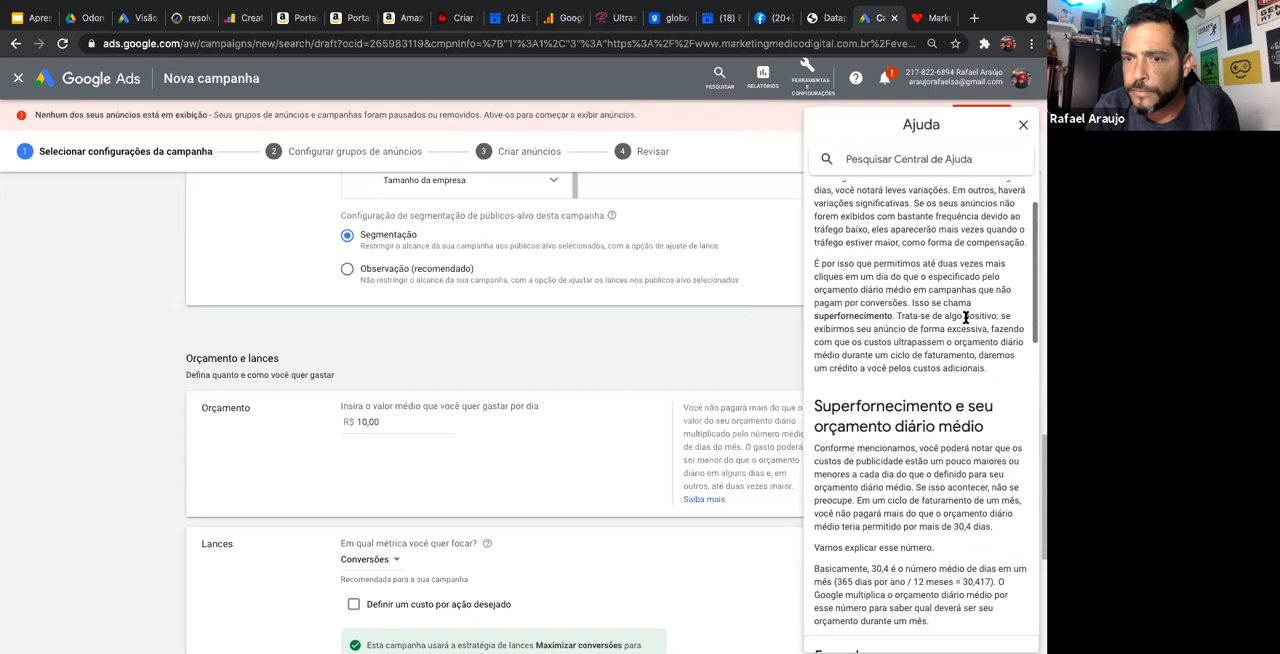 Apres
Odon
Visão
resolu
Creat
Portal
Portal
Amaz
Criar
(2) Es
Goog
Ultras
globo
(18) E
(20+)
Datap
Ca
Marke
ads.google.com/aw/campaigns/new/search/draft?ocid=265983119&cmpnInfo=%7B"1"%3A1%2C"3"%3A"https%3A%2F%2Fwww.marketingmedicodigital.com.br%2Feve...
Google Ads
Nova campanha
PESQUISAR
RELATÓRIOS
FERRAMENTAS
E
CONFIGURAÇÕES
217-822-6894 Rafael Araújo
araujorafaelsa@gmail.com
Nenhum dos seus anúncios está em exibição - Seus grupos de anúncios e campanhas foram pausados ou removidos. Ative-os para começar a exibir anúncios.
1 Selecionar configurações da campanha
2 Configurar grupos de anúncios
3 Criar anúncios
4 Revisar
Tamanho da empresa
Configuração de segmentação de públicos-alvo desta campanha
Segmentação
Restringir o alcance da sua campanha aos públicos-alvo selecionados, com a opção de ajuste de lance
Observação (recomendado)
Não restringir o alcance da sua campanha, com a opção de ajustar os lances nos públicos-alvo selecionados
Orçamento e lances
Defina quanto e como você quer gastar
Orçamento
Insira o valor médio que você quer gastar por dia
R$ 10,00
Você não pagará mais do que o
valor do seu orçamento diário
multiplicado pelo número médio
de dias do mês. O gasto poderá
ser menor do que o orçamento
diário em alguns dias e, em
outros, até duas vezes maior.
Saiba mais
Lances
Em qual métrica você quer focar?
Conversões
Recomendada para a sua campanha
Definir um custo por ação desejado
Esta campanha usará a estratégia de lances Maximizar conversões para
Ajuda
Pesquisar Central de Ajuda
dias, você notará leves variações. Em outros, haverá
variações significativas. Se os seus anúncios não
forem exibidos com bastante frequência devido ao
tráfego baixo, eles aparecerão mais vezes quando o
tráfego estiver maior, como forma de compensação.
É por isso que permitimos até duas vezes mais
cliques em um dia do que o especificado pelo
orçamento diário médio em campanhas que não
pagam por conversões. Isso se chama
superfornecimento. Trata-se de algo positivo: se
exibirmos seu anúncio de forma excessiva, fazendo
com que os custos ultrapassem o orçamento diário
médio durante um ciclo de faturamento, daremos
um crédito a você pelos custos adicionais.
Superfornecimento e seu
orçamento diário médio
Conforme mencionamos, você poderá notar que os
custos de publicidade estão um pouco maiores ou
menores a cada dia do que o definido para seu
orçamento diário médio. Se isso acontecer, não se
preocupe. Em um ciclo de faturamento de um mês,
você não pagará mais do que o orçamento diário
médio teria permitido por mais de 30,4 dias.
Vamos explicar esse número.
Basicamente, 30,4 é o número médio de dias em um
mês (365 dias por ano / 12 meses = 30,417). O
Google multiplica o orçamento diário médio por
esse número para saber qual deverá ser seu
orçamento durante um mês.
Rafael Araujo